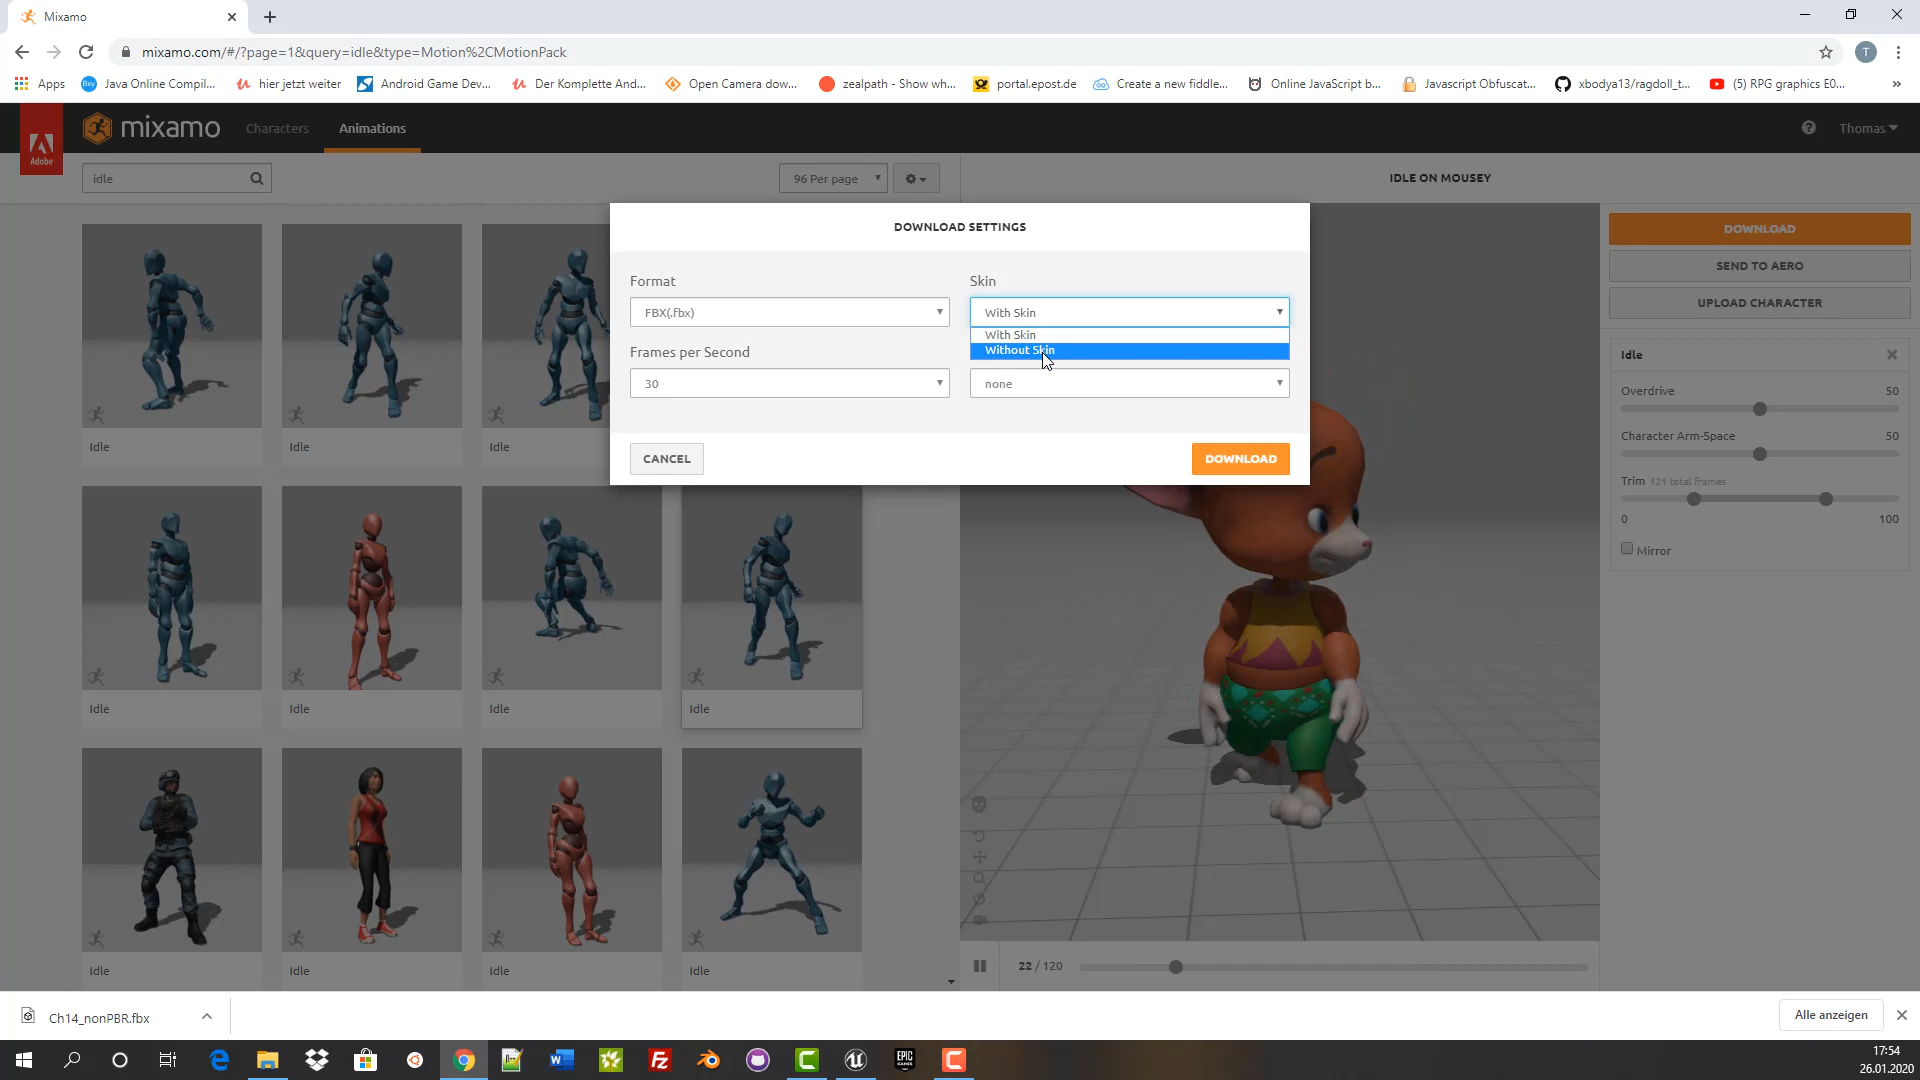 Mixamo
mixamo.com/#/?page=1&query=idle&type=Motion%2CMotionPack
T
Apps
Java Online Compil...
hier jetzt weiter
Android Game Dev...
Der Komplette And...
Open Camera dow...
zealpath - Show wh...
portal.epost.de
Create a new fiddle...
Online JavaScript b...
Javascript Obfuscat...
xbodya13/ragdoll_t...
(5) RPG graphics E0...
»
Adobe
mixamo
Characters
Animations
Thomas
idle
96 Per page
IDLE ON MOUSEY
DOWNLOAD SETTINGS
Format
Skin
FBX(.fbx)
With Skin
With Skin
Without Skin
Frames per Second
30
none
CANCEL
DOWNLOAD
DOWNLOAD
SEND TO AERO
UPLOAD CHARACTER
Idle
Overdrive 50
Character Arm-Space 50
Trim 121 total frames
0 100
Mirror
Idle
Idle
Idle
Idle
Idle
Idle
Idle
Idle
Idle
Idle
Idle
22 / 120
Ch14_nonPBR.fbx
Alle anzeigen
EPIC
GAMES
17:54
26.01.2020